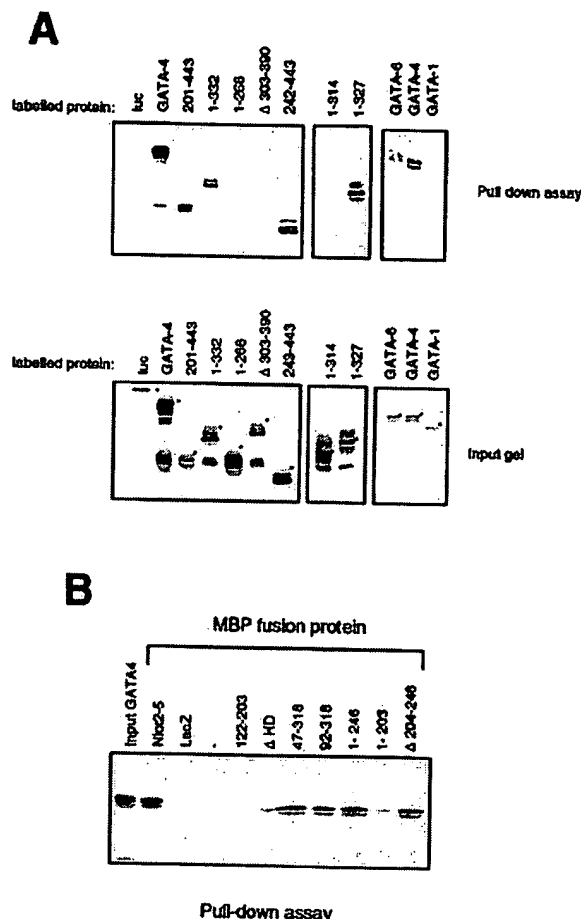 A
labelled protein:
luc
GATA-4
201-443
1-332
1-268
Δ 303-390
242-443
1-314
1-327
GATA-6
GATA-4
GATA-1
Pull down assay
labelled protein:
luc
GATA-4
201-443
1-332
1-268
Δ 303-390
249-443
1-314
1-327
GATA-6
GATA-4
GATA-1
Input gel
B
MBP fusion protein
Input GATA4
Nkx2-5
LacZ
-
122-203
Δ HD
47-318
92-318
1- 246
1- 203
Δ 204-246
Pull-down assay